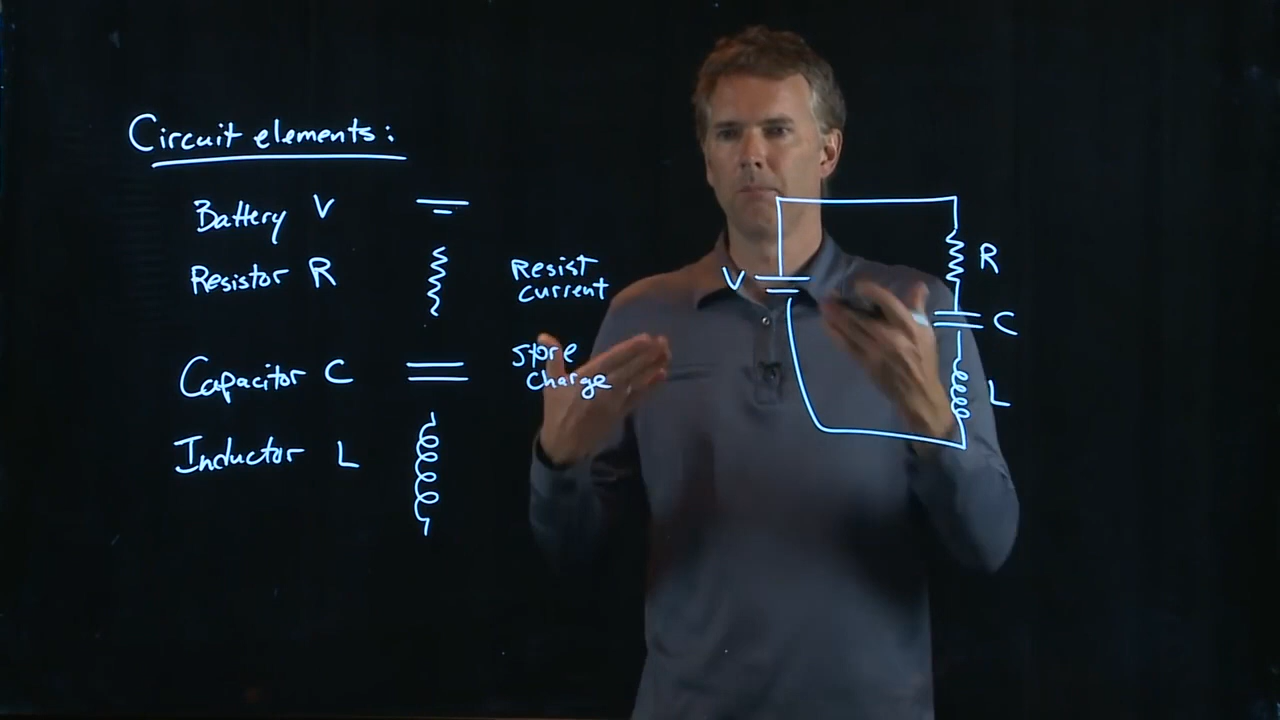 Circuit elements:
Battery V
Resistor R
Resist
current
Capacitor C
Store
Charge
Inductor L
V
R
C
L